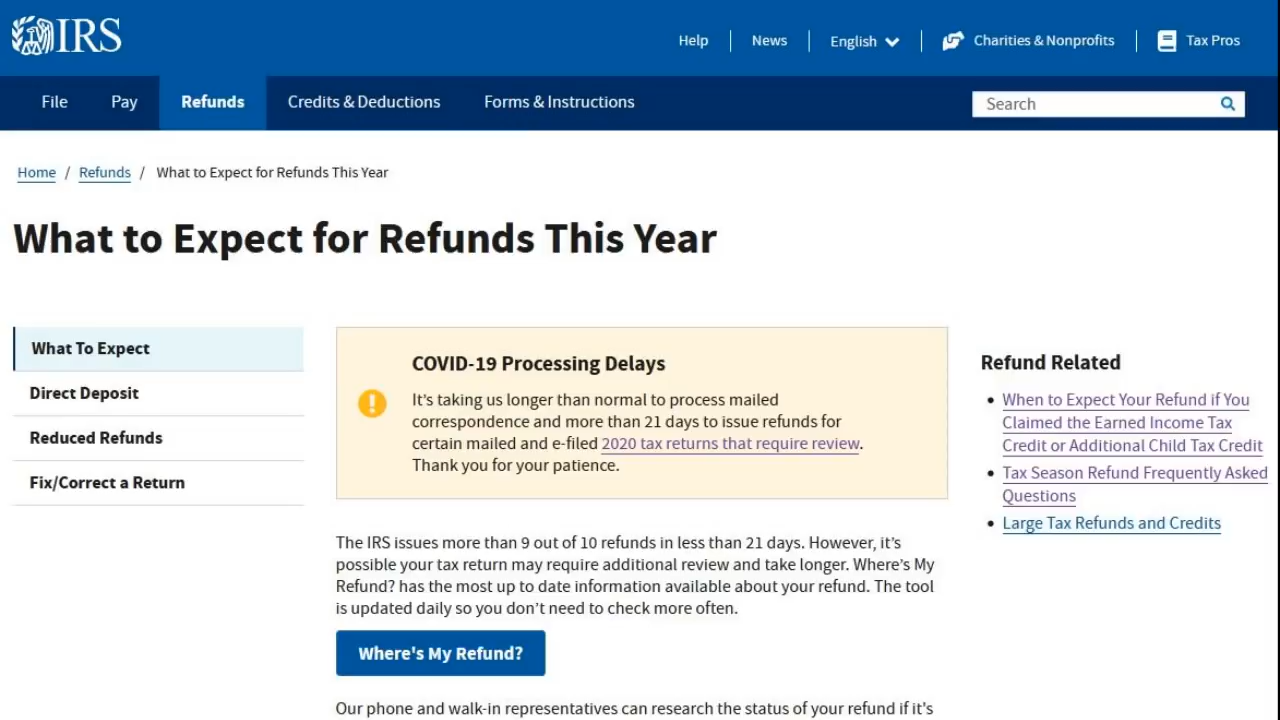 IRS
Help
News
English
Charities & Nonprofits
Tax Pros
File
Pay
Refunds
Credits & Deductions
Forms & Instructions
Search
Home / Refunds / What to Expect for Refunds This Year
What to Expect for Refunds This Year
What To Expect
Direct Deposit
Reduced Refunds
Fix/Correct a Return
COVID-19 Processing Delays
It's taking us longer than normal to process mailed
correspondence and more than 21 days to issue refunds for
certain mailed and e-filed 2020 tax returns that require review.
Thank you for your patience.
The IRS issues more than 9 out of 10 refunds in less than 21 days. However, it's
possible your tax return may require additional review and take longer. Where's My
Refund? has the most up to date information available about your refund. The tool
is updated daily so you don't need to check more often.
Where's My Refund?
Our phone and walk-in representatives can research the status of your refund if it's
Refund Related
When to Expect Your Refund if You
Claimed the Earned Income Tax
Credit or Additional Child Tax Credit
Tax Season Refund Frequently Asked
Questions
Large Tax Refunds and Credits